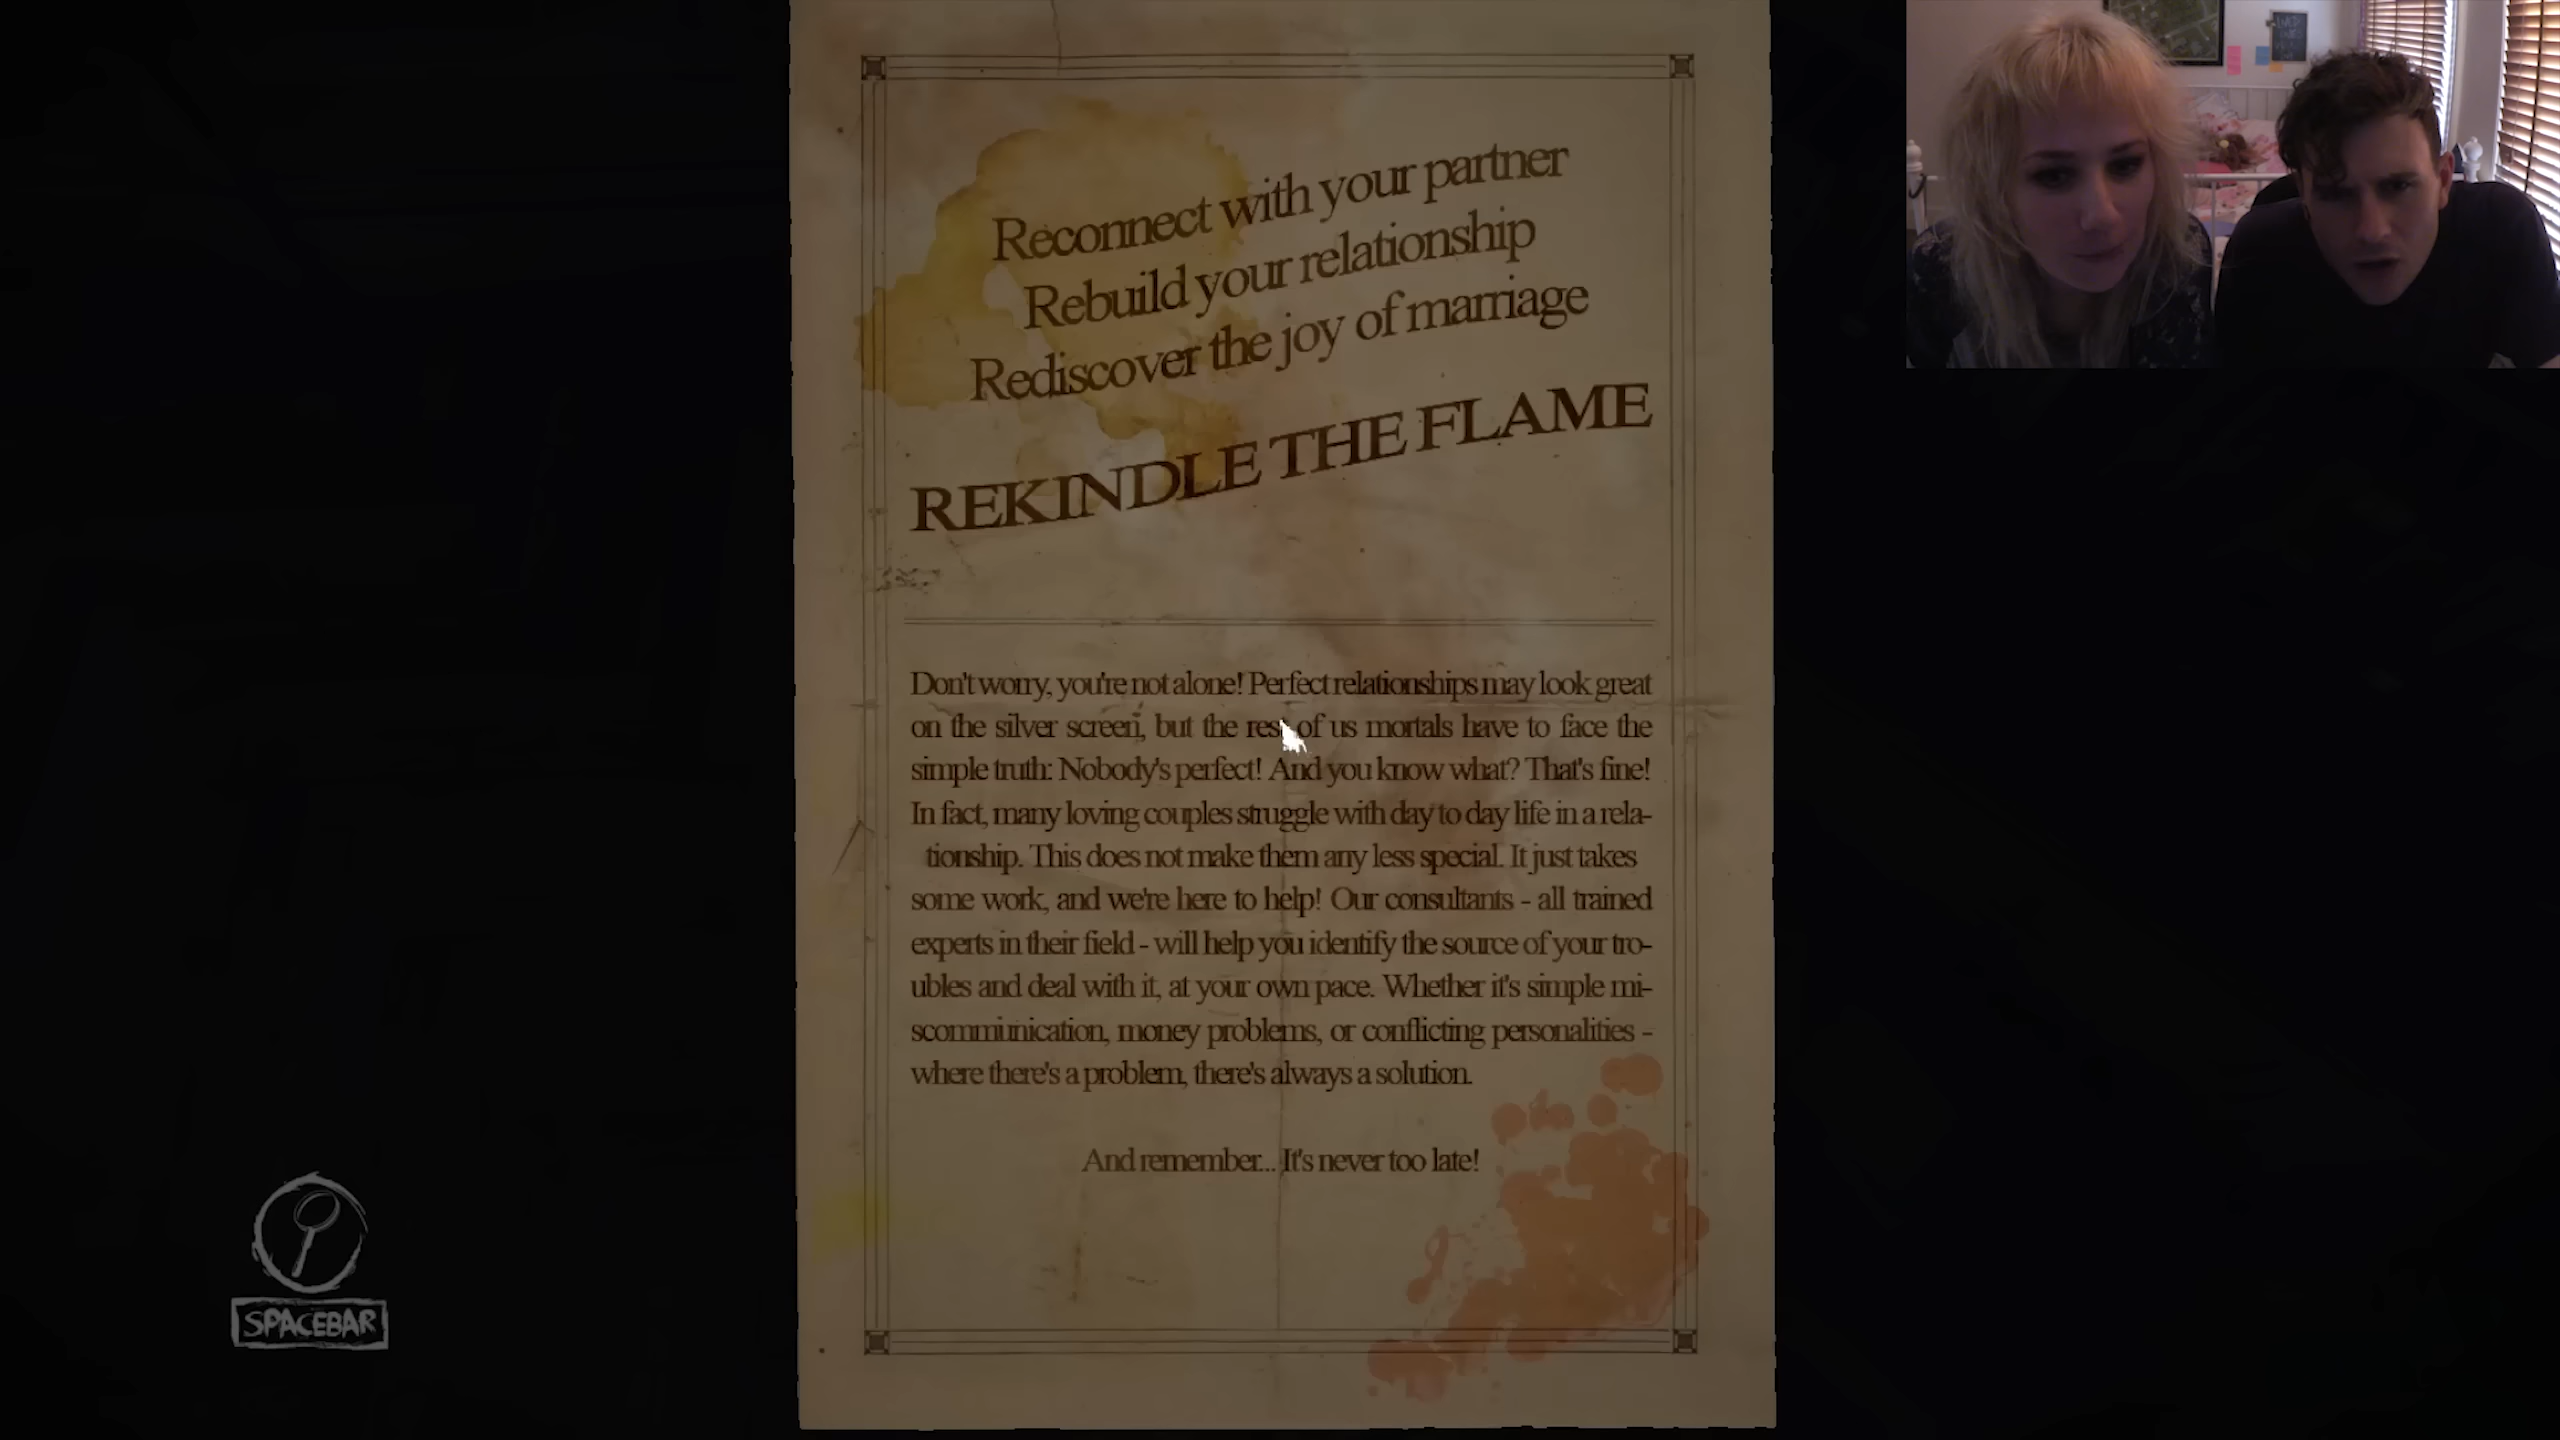 Reconnect with your partner
Rebuild your relationship
Rediscover the joy of marriage
REKINDLE THE FLAME
Don't worry, you're not alone! Perfect relationships may look great
on the silver screen, but the rest of us mortals have to face the
simple truth: Nobody's perfect! And you know what? That's fine!
In fact, many loving couples struggle with day to day life in a rela-
tionship. This does not make them any less special. It just takes
some work, and we're here to help! Our consultants - all trained
experts in their field - will help you identify the source of your tro-
ubles and deal with it, at your own pace. Whether it's simple mi-
scommunication, money problems, or conflicting personalities -
where there's a problem, there's always a solution.
And remember... It's never too late!
SPACEBAR